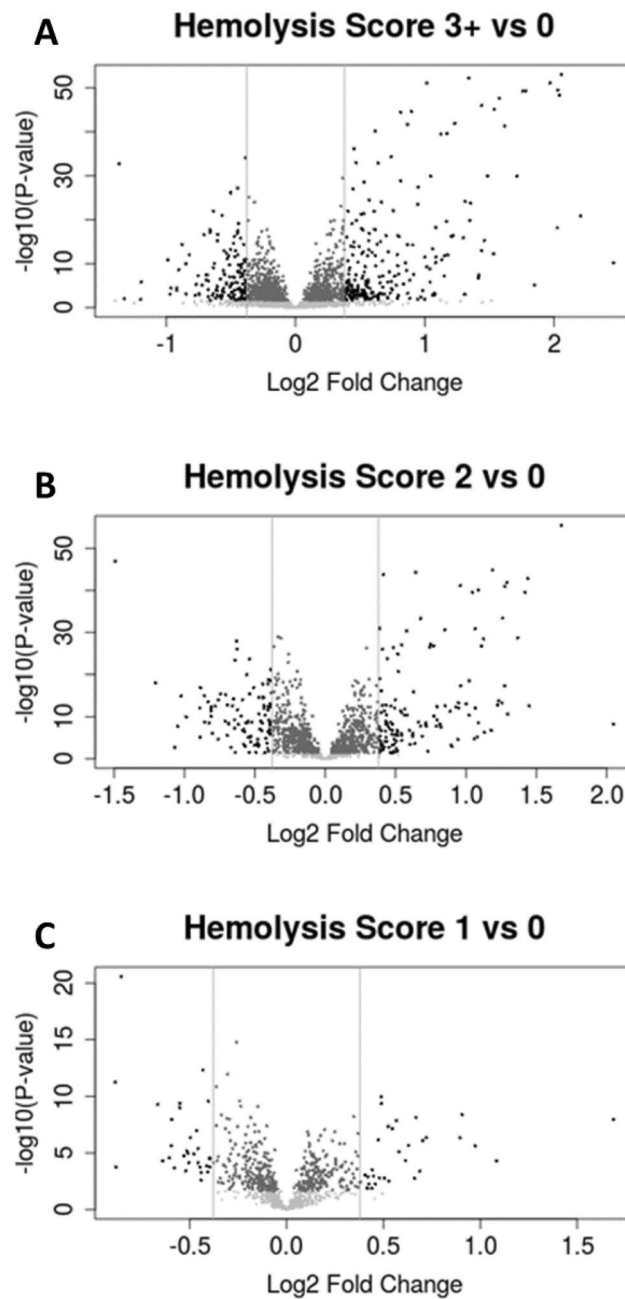 A
Hemolysis Score 3+ vs 0
-log10(P-value)
50
30
10
0
-1
0
1
2
Log2 Fold Change
B
Hemolysis Score 2 vs 0
-log10(P-value)
50
30
10
0
-1.5
-1.0
-0.5
0.0
0.5
1.0
1.5
2.0
Log2 Fold Change
C
Hemolysis Score 1 vs 0
-log10(P-value)
20
15
10
5
0
-0.5
0.0
0.5
1.0
1.5
Log2 Fold Change